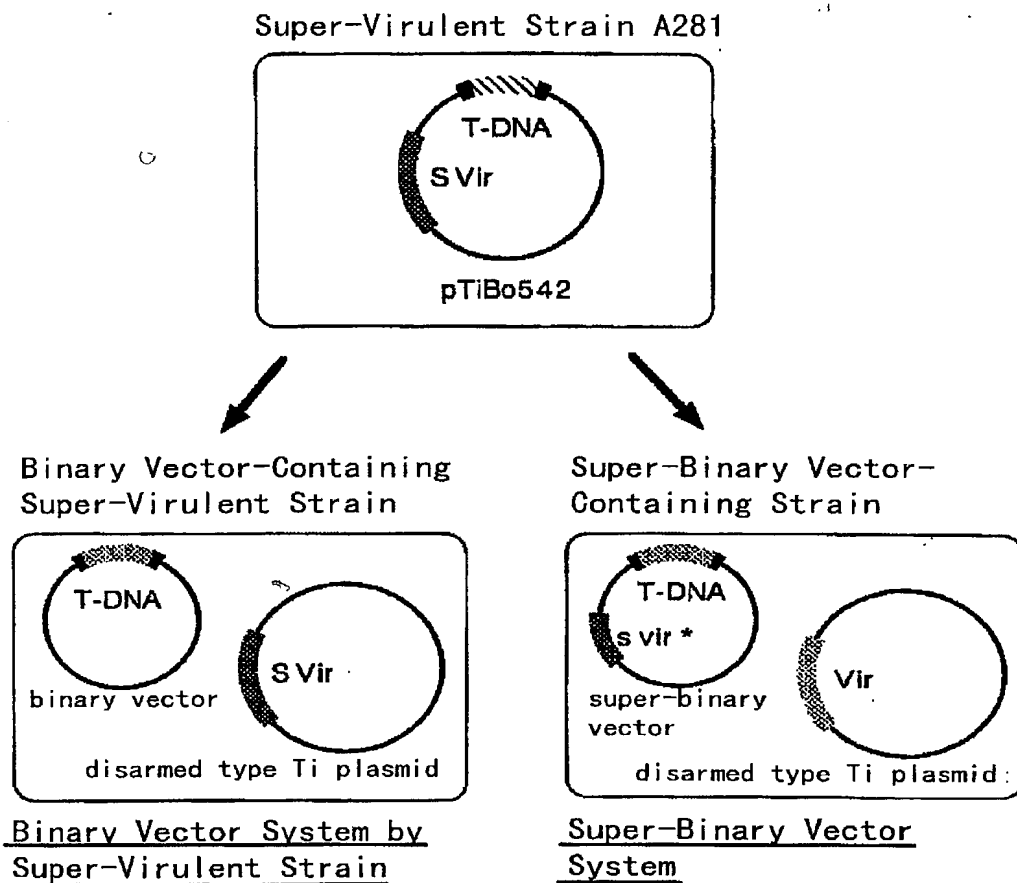 Super-Virulent Strain A281
T-DNA
S Vir
pTiBo542
Binary Vector-Containing
Super-Virulent Strain
T-DNA
binary vector
S Vir
disarmed type Ti plasmid
Binary Vector System by
Super-Virulent Strain
Super-Binary Vector-
Containing Strain
T-DNA
s vir *
super-binary
vector
Vir
disarmed type Ti plasmid
Super-Binary Vector
System